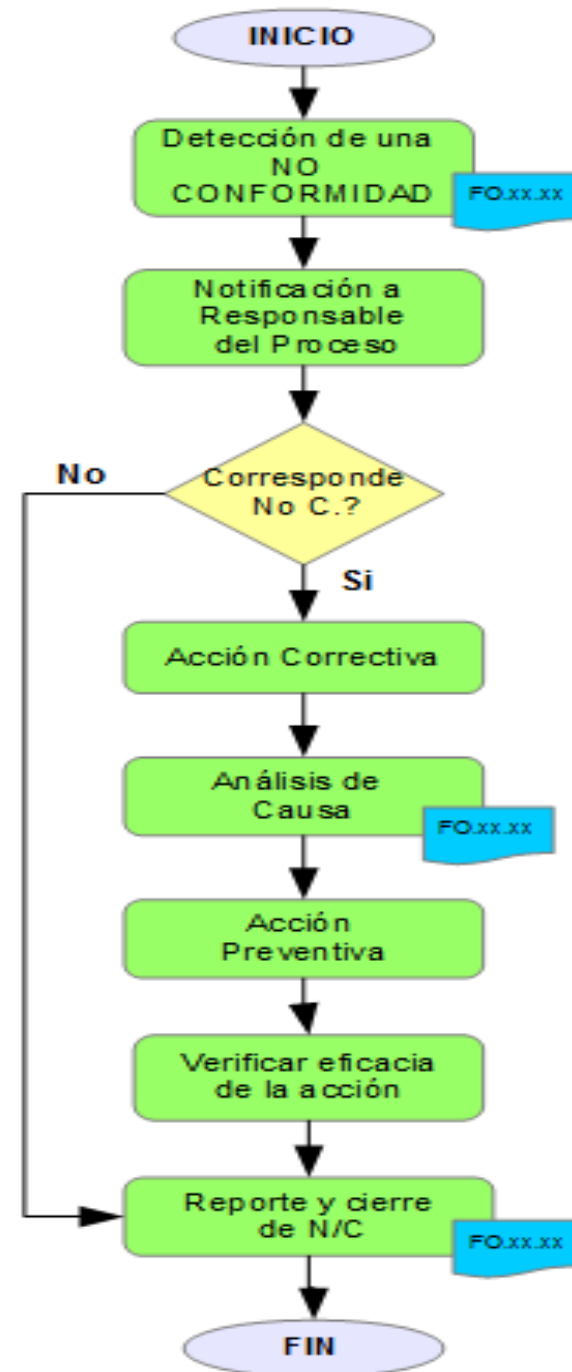 INICIO
Detección de una
NO
CONFORMIDAD
FO.xx.xx
Notificación a
Responsable
del Proceso
No
Corresponde
No C.?
Si
Acción Correctiva
Análisis de
Causa
FO.xx.xx
Acción
Preventiva
Verificar eficacia
de la acción
Reporte y cierre
de N/C
FO.xx.xx
FIN